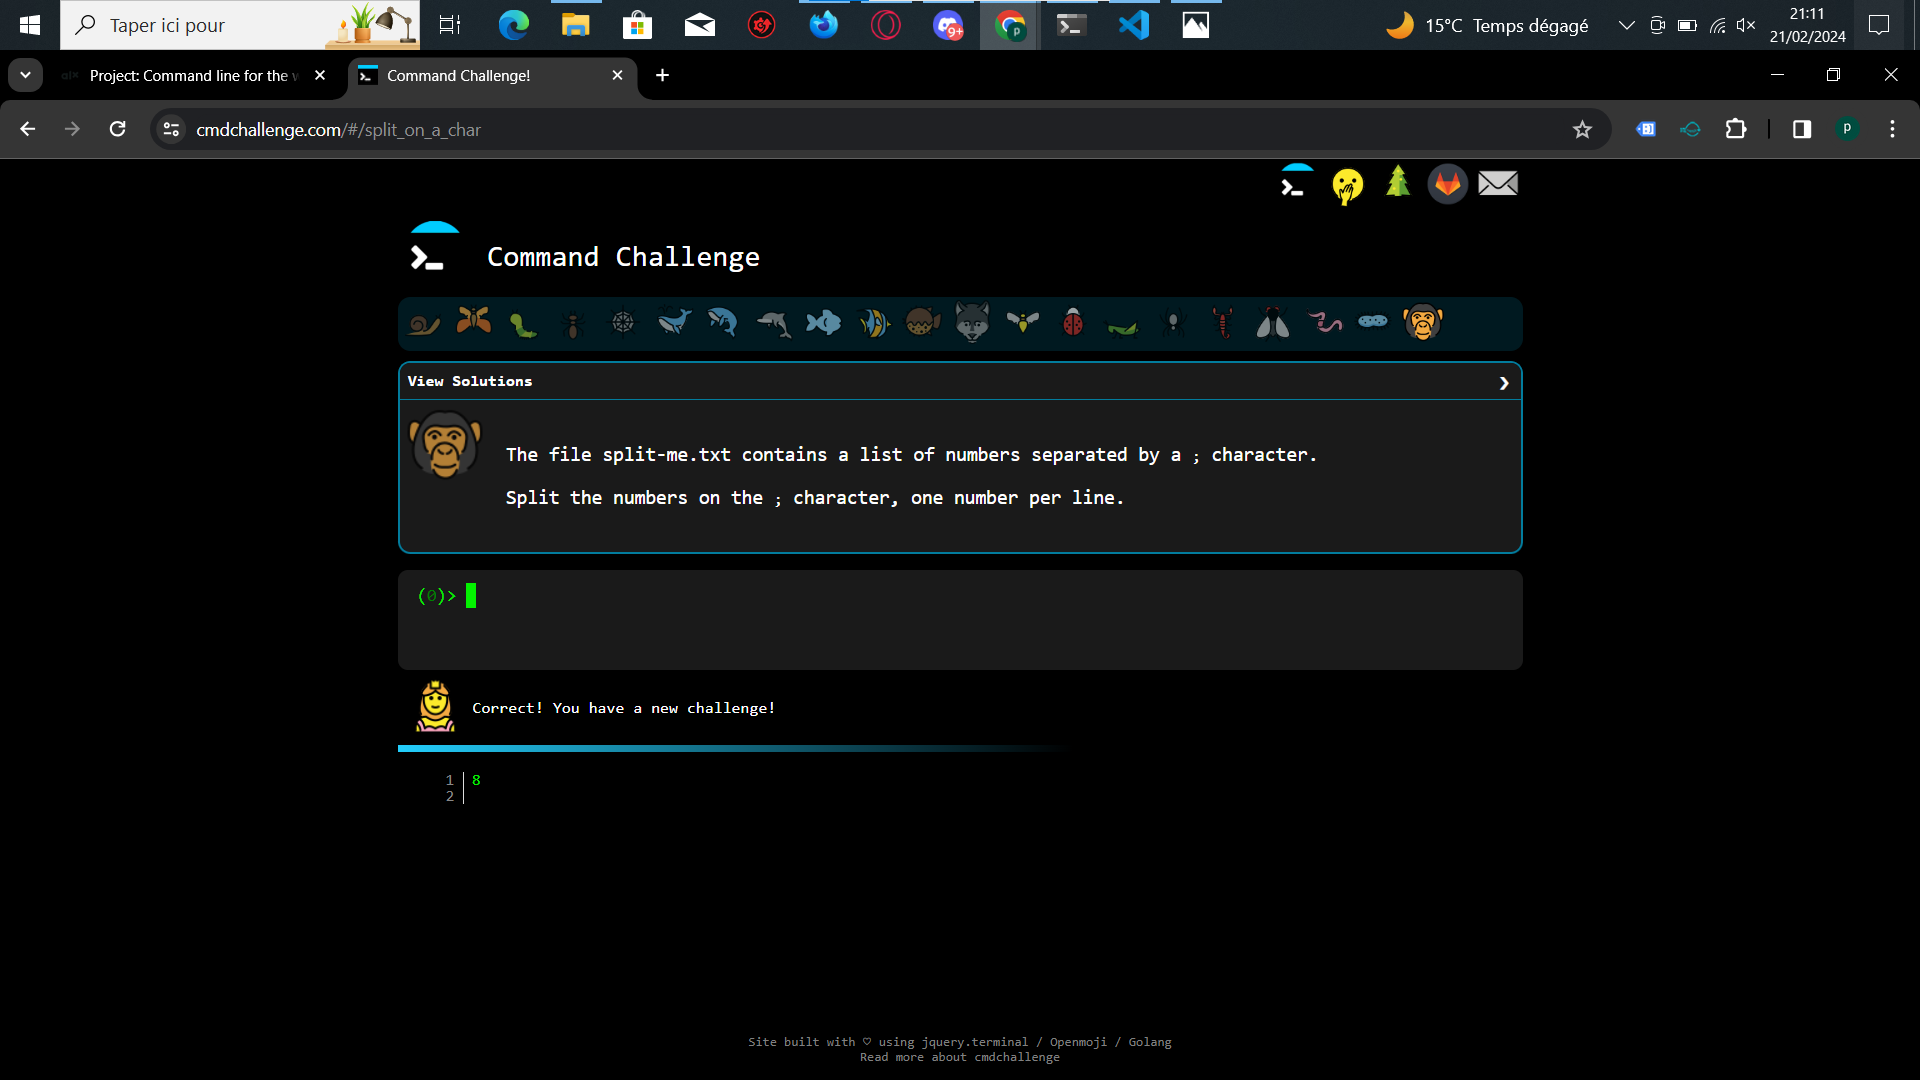 Taper ici pour
9+
p
15°C Temps dégagé
21:11
21/02/2024
Project: Command line for the w
Command Challenge!
cmdchallenge.com/#/split_on_a_char
p
Command Challenge
View Solutions
The file split-me.txt contains a list of numbers separated by a ; character.
Split the numbers on the ; character, one number per line.
(0)>
Correct! You have a new challenge!
1 8
2
Site built with ♡ using jquery.terminal / Openmoji / Golang
Read more about cmdchallenge